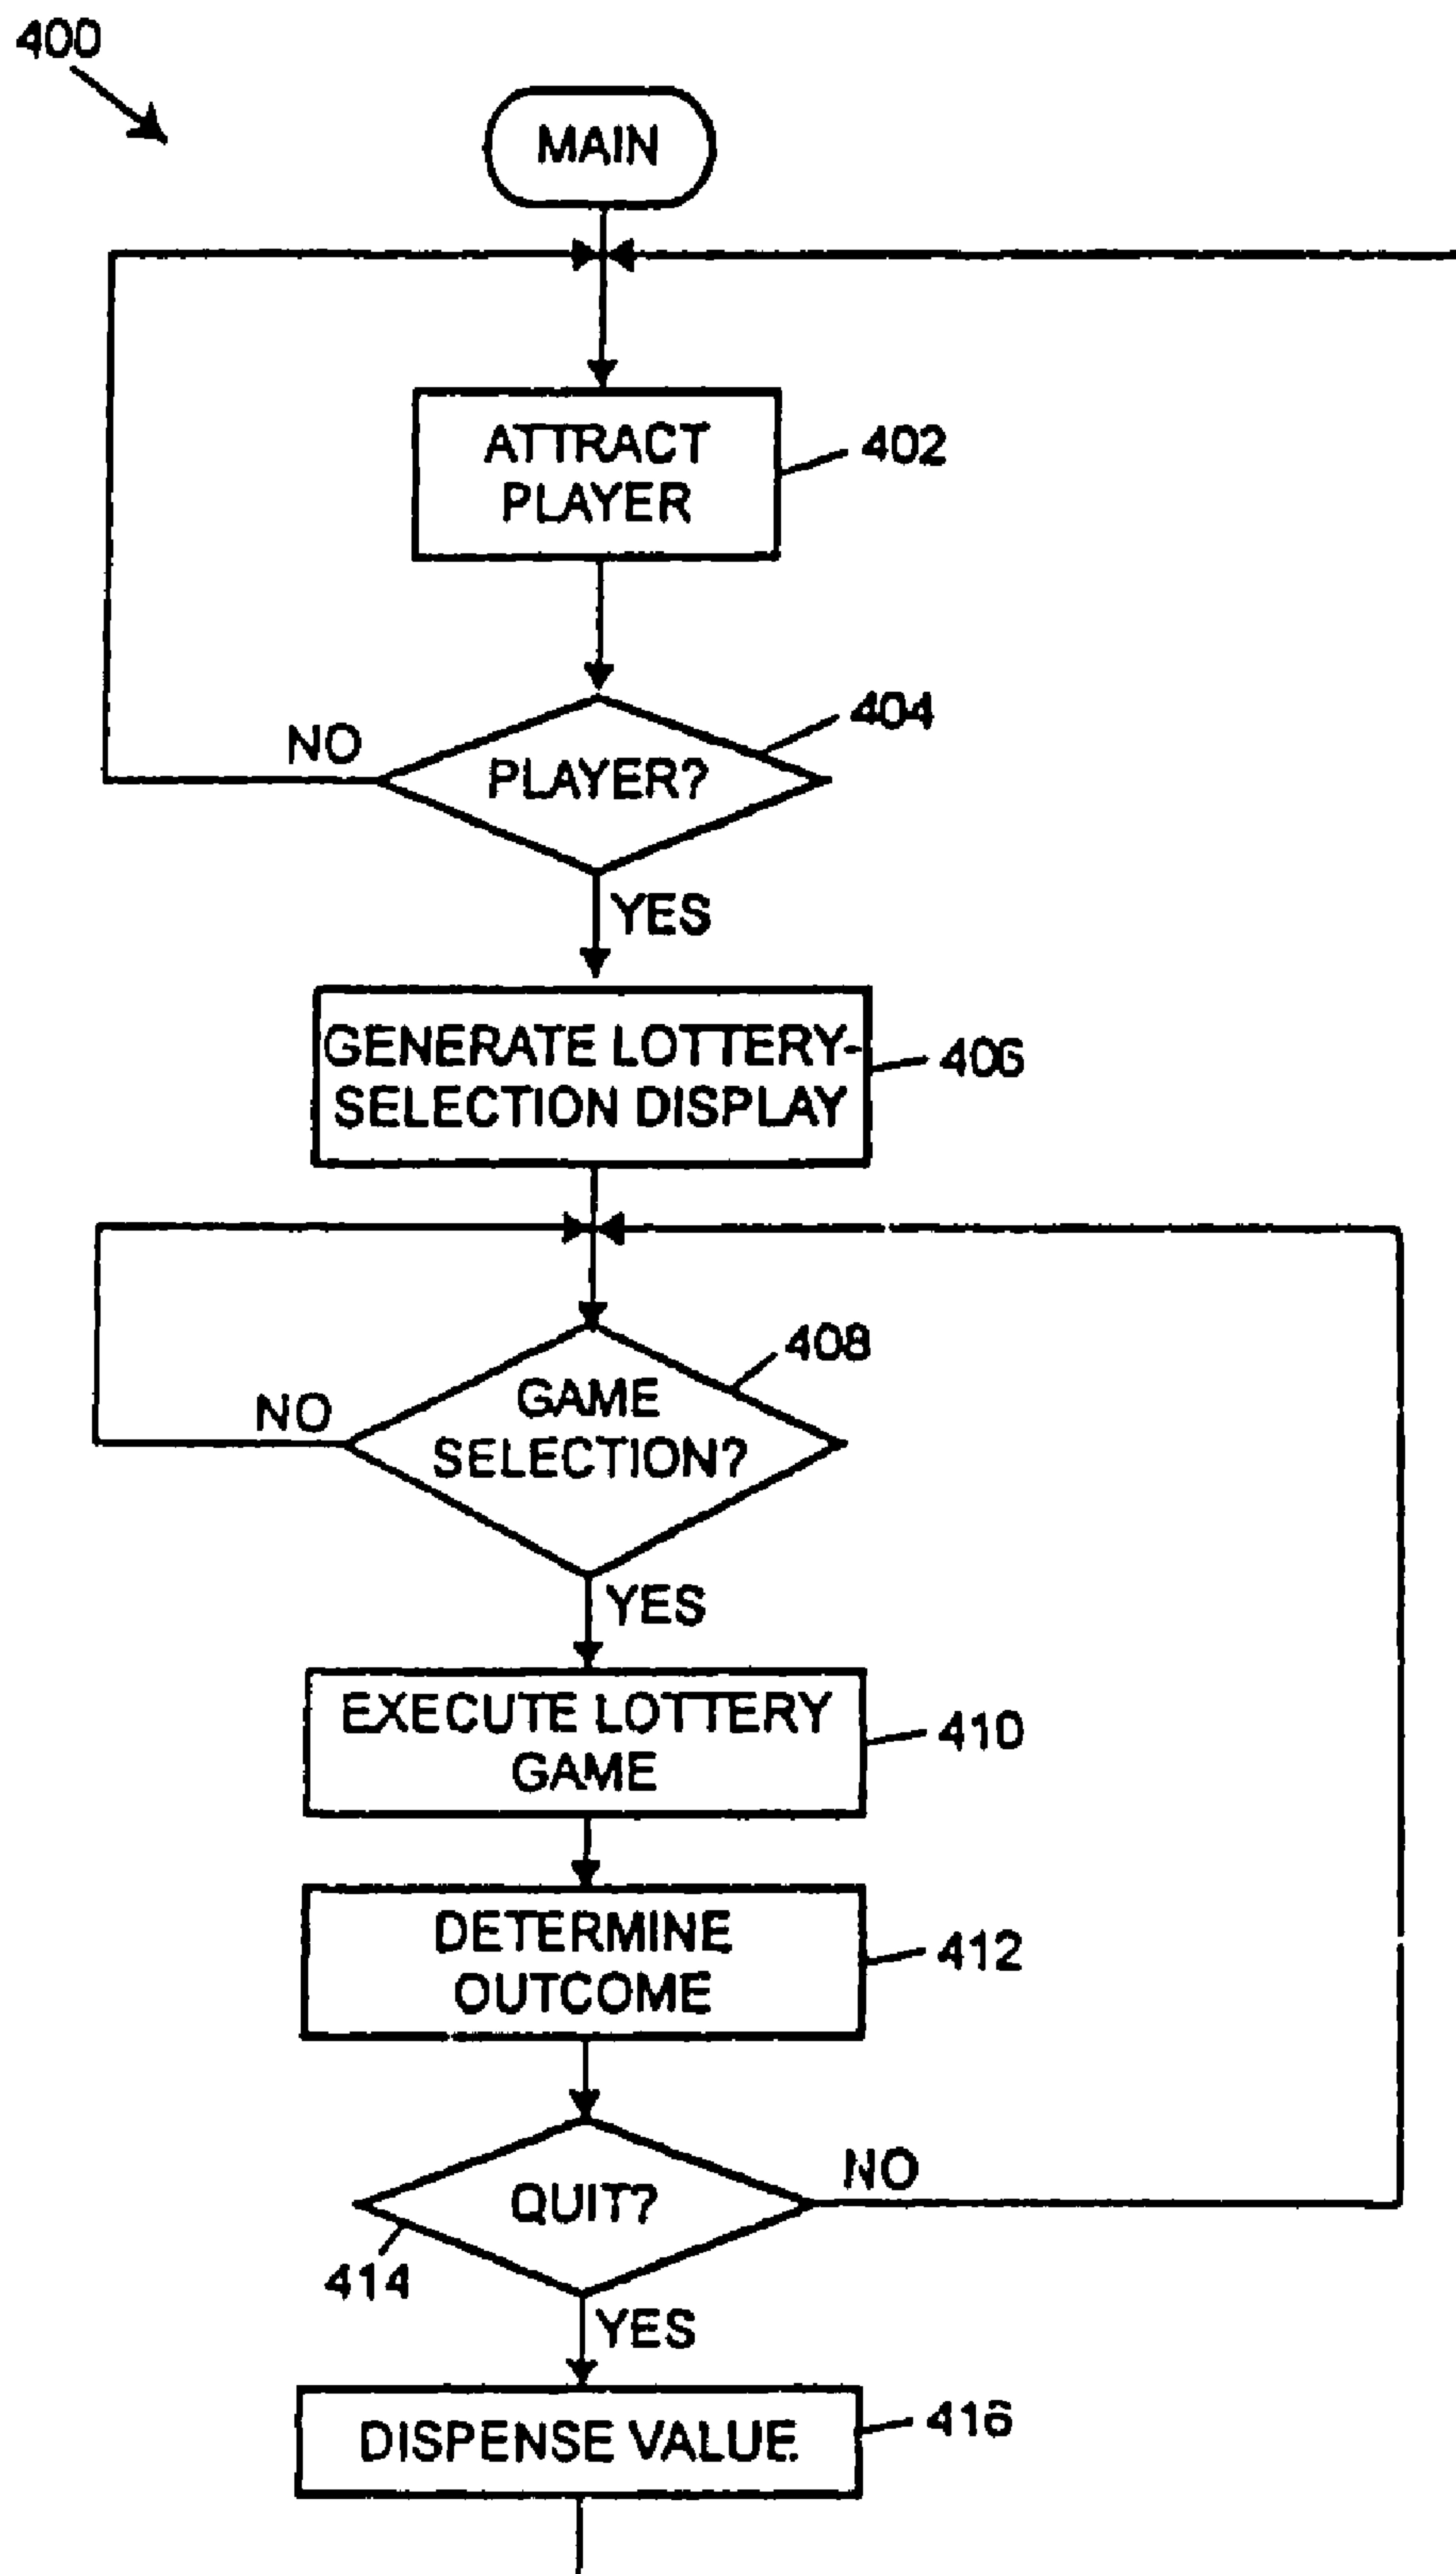 400
MAIN
ATTRACT
PLAYER
402
404
NO
PLAYER?
YES
GENERATE LOTTERY-
SELECTION DISPLAY
406
408
GAME
SELECTION?
NO
YES
EXECUTE LOTTERY
GAME
410
DETERMINE
OUTCOME
412
QUIT?
NO
414
YES
DISPENSE VALUE
416